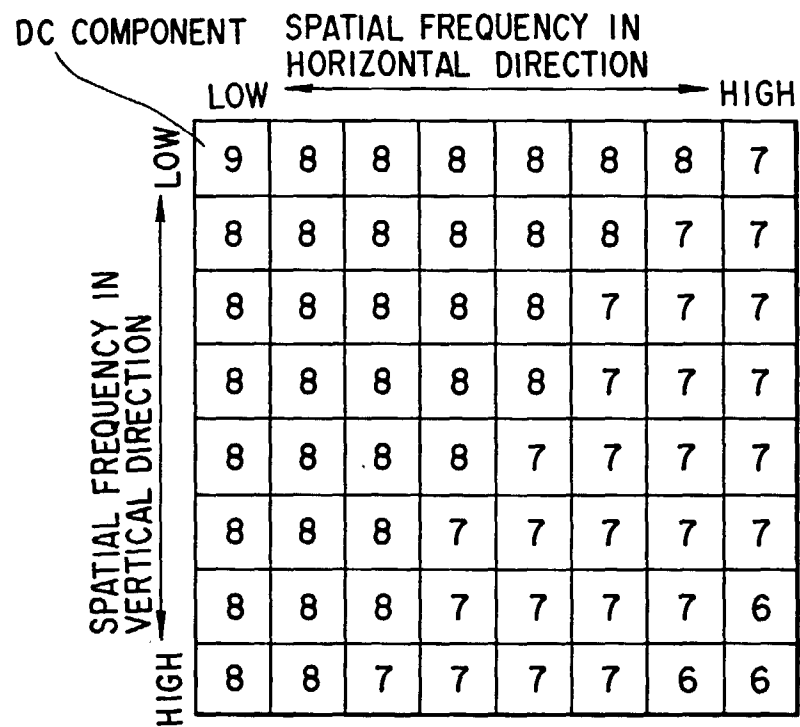 DC COMPONENT
SPATIAL FREQUENCY IN
HORIZONTAL DIRECTION
LOW HIGH
LOW
SPATIAL FREQUENCY IN
VERTICAL DIRECTION
HIGH
9 8 8 8 8 8 8 7
8 8 8 8 8 8 7 7
8 8 8 8 8 7 7 7
8 8 8 8 8 7 7 7
8 8 8 8 7 7 7 7
8 8 8 7 7 7 7 7
8 8 8 7 7 7 7 6
8 8 7 7 7 7 6 6